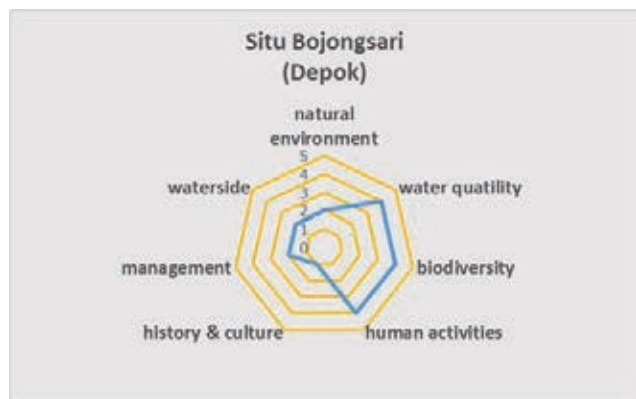 Situ Bojongsari
(Depok)
natural
environment
5
4
3
2
1
0
waterside
water quatility
management
biodiversity
history & culture
human activities